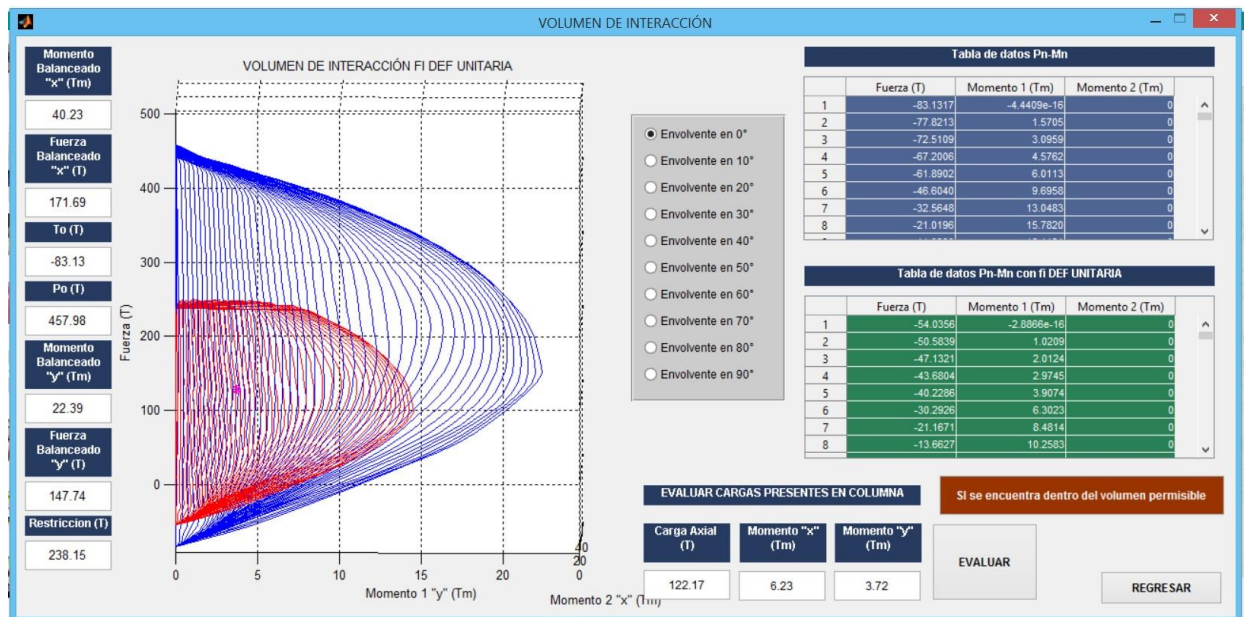 VOLUMEN DE INTERACCIÓN
Momento
Balanceado
"x" (Tm)
40.23
Fuerza
Balanceado
"x" (T)
171.69
To (T)
-83.13
Po (T)
457.98
Momento
Balanceado
"y" (Tm)
22.39
Fuerza
Balanceado
"y" (T)
147.74
Restriccion (T)
238.15
VOLUMEN DE INTERACCIÓN FI DEF UNITARIA
Fuerza (T)
500
400
300
200
100
0
0 5 10 15 20 0
40
20
Momento 1 "y" (Tm)
Momento 2 "x" (Tm)
Envolvente en 0°
Envolvente en 10°
Envolvente en 20°
Envolvente en 30°
Envolvente en 40°
Envolvente en 50°
Envolvente en 60°
Envolvente en 70°
Envolvente en 80°
Envolvente en 90°
Tabla de datos Pn-Mn
Fuerza (T) Momento 1 (Tm) Momento 2 (Tm)
1 -83.1317 -4.4409e-16 0
2 -77.8213 1.5705 0
3 -72.5109 3.0959 0
4 -67.2006 4.5762 0
5 -61.8902 6.0113 0
6 -46.6040 9.6958 0
7 -32.5648 13.0483 0
8 -21.0196 15.7820 0
Tabla de datos Pn-Mn con fi DEF UNITARIA
Fuerza (T) Momento 1 (Tm) Momento 2 (Tm)
1 -54.0356 -2.8866e-16 0
2 -50.5839 1.0209 0
3 -47.1321 2.0124 0
4 -43.6804 2.9745 0
5 -40.2286 3.9074 0
6 -30.2926 6.3023 0
7 -21.1671 8.4814 0
8 -13.6627 10.2583 0
EVALUAR CARGAS PRESENTES EN COLUMNA
SI se encuentra dentro del volumen permisible
Carga Axial
(T)
122.17
Momento "x"
(Tm)
6.23
Momento "y"
(Tm)
3.72
EVALUAR
REGRESAR